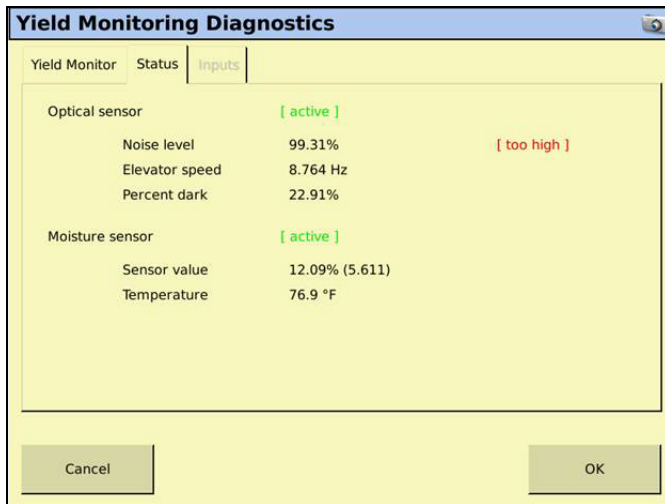 Yield Monitoring Diagnostics
Yield Monitor Status Inputs
Optical sensor [ active ]
Noise level 99.31% [ too high ]
Elevator speed 8.764 Hz
Percent dark 22.91%
Moisture sensor [ active ]
Sensor value 12.09% (5.611)
Temperature 76.9 °F
Cancel OK